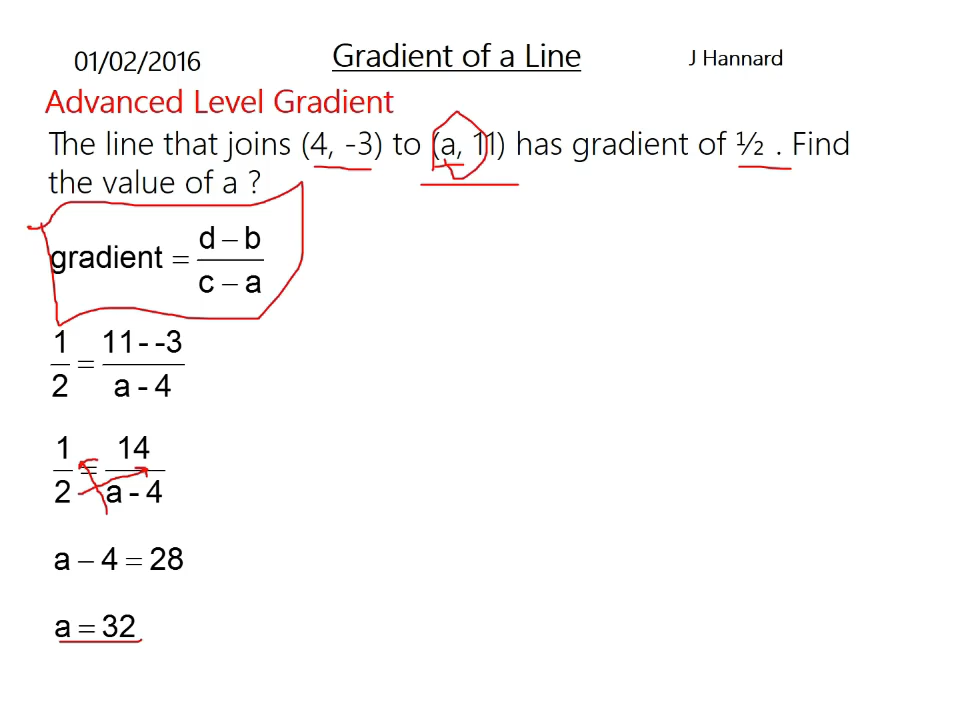 01/02/2016 Gradient of a Line J Hannard
Advanced Level Gradient
The line that joins (4, -3) to (a, 11) has gradient of ½ . Find
the value of a ?
gradient = d − b / c − a
1/2 = 11- -3 / a - 4
1/2 = 14 / a - 4
a − 4 = 28
a = 32